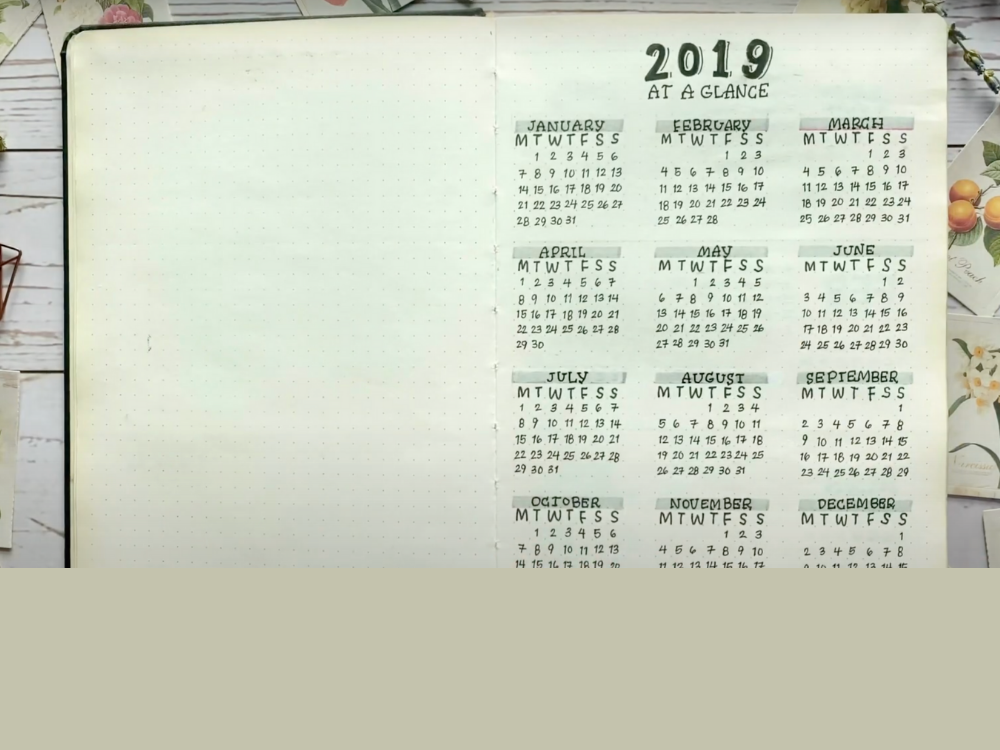 2019
AT A GLANCE
JANUARY FEBRUARY MARCH
M T W T F S S M T W T F S S M T W T F S S
1 2 3 4 5 6 1 2 3 1 2 3
7 8 9 10 11 12 13 4 5 6 7 8 9 10 4 5 6 7 8 9 10
14 15 16 17 18 19 20 11 12 13 14 15 16 17 11 12 13 14 15 16 17
21 22 23 24 25 26 27 18 19 20 21 22 23 24 18 19 20 21 22 23 24
28 29 30 31 25 26 27 28 25 26 27 28 29 30 31
APRIL MAY JUNE
M T W T F S S M T W T F S S M T W T F S S
1 2 3 4 5 6 7 1 2 3 4 5 1 2
8 9 10 11 12 13 14 6 7 8 9 10 11 12 3 4 5 6 7 8 9
15 16 17 18 19 20 21 13 14 15 16 17 18 19 10 11 12 13 14 15 16
22 23 24 25 26 27 28 20 21 22 23 24 25 26 17 18 19 20 21 22 23
29 30 27 28 29 30 31 24 25 26 27 28 29 30
JULY AUGUST SEPTEMBER
M T W T F S S M T W T F S S M T W T F S S
1 2 3 4 5 6 7 1 2 3 4 1
8 9 10 11 12 13 14 5 6 7 8 9 10 11 2 3 4 5 6 7 8
15 16 17 18 19 20 21 12 13 14 15 16 17 18 9 10 11 12 13 14 15
22 23 24 25 26 27 28 19 20 21 22 23 24 25 16 17 18 19 20 21 22
29 30 31 26 27 28 29 30 31 23 24 25 26 27 28 29
OCTOBER NOVEMBER DECEMBER
M T W T F S S M T W T F S S M T W T F S S
1 2 3 4 5 6 1 2 3 1
7 8 9 10 11 12 13 4 5 6 7 8 9 10 2 3 4 5 6 7 8
14 15 16 17 18 19 20 11 12 13 14 15 16 17 9 10 11 12 13 14 15